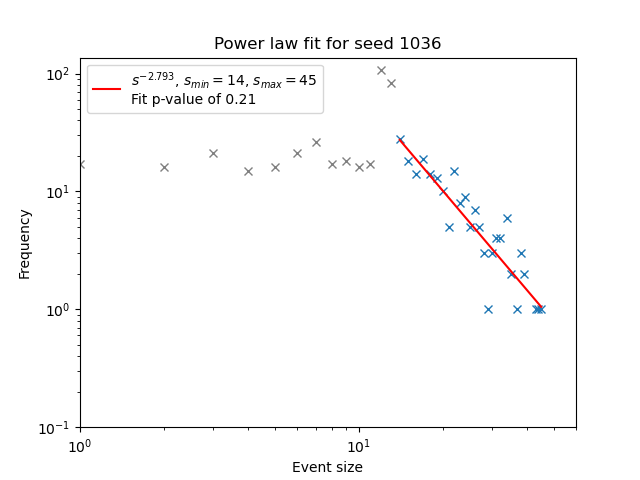 Power law fit for seed 1036
s^{-2.793}, s_{min} = 14, s_{max} = 45
Fit p-value of 0.21
Frequency
10^2
10^1
10^0
10^{-1}
10^0
10^1
Event size